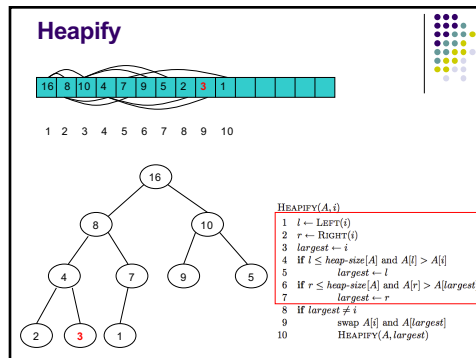 Heapify
16 8 10 4 7 9 5 2 3 1
1 2 3 4 5 6 7 8 9 10
16
8 10
4 7 9 5
2 3 1
HEAPIFY(A, i)
1 l ← LEFT(i)
2 r ← RIGHT(i)
3 largest ← i
4 if l ≤ heap-size[A] and A[l] > A[i]
5 largest ← l
6 if r ≤ heap-size[A] and A[r] > A[largest
7 largest ← r
8 if largest ≠ i
9 swap A[i] and A[largest]
10 HEAPIFY(A, largest)